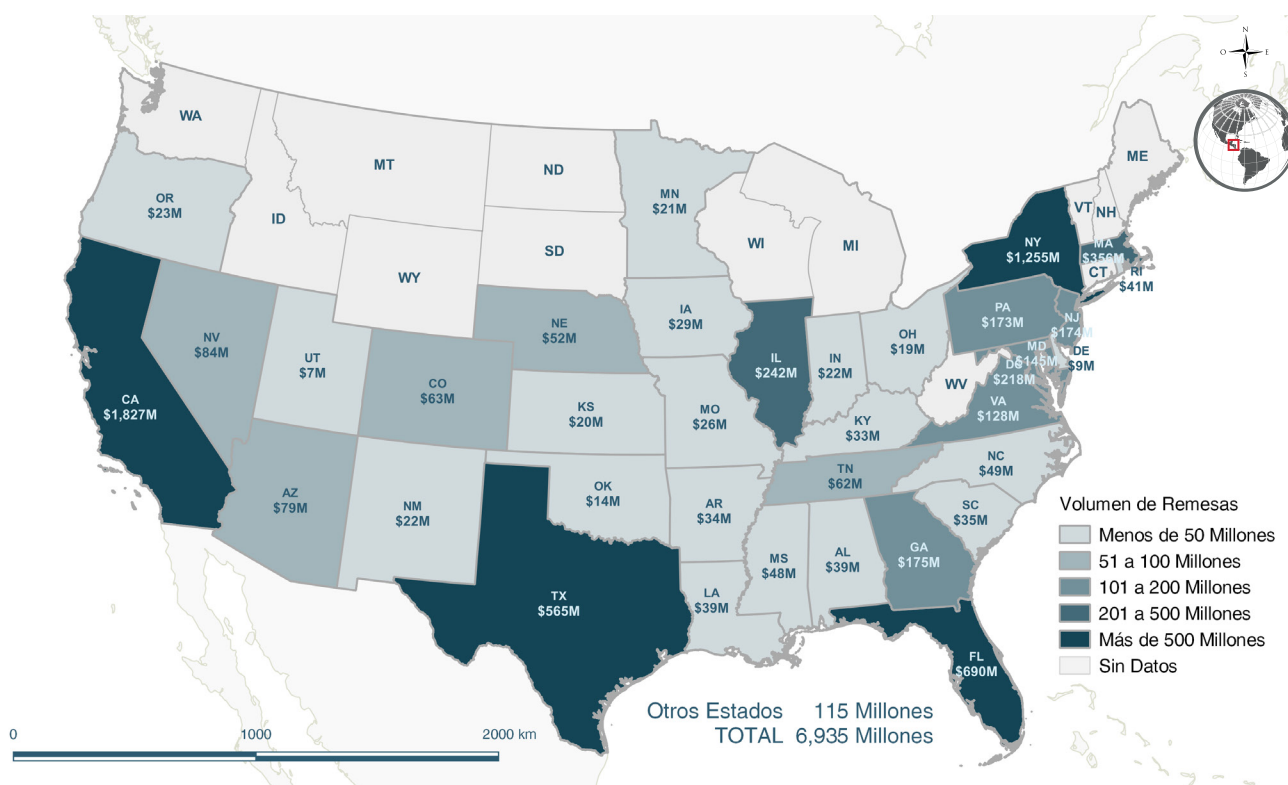 N
O E
S
WA
MT
ND
ME
OR
$23M
ID
MN
$21M
VT
NH
WI
MI
SD
WY
NY
$1,255M
MA
$356M
CT
RI
$41M
NV
$84M
UT
$7M
NE
$52M
IA
$29M
PA
$173M
NJ
$174M
OH
$19M
IL
$242M
IN
$22M
MD
$145M
DE
$9M
DC
$218M
WV
CA
$1,827M
CO
$63M
KS
$20M
MO
$26M
KY
$33M
VA
$128M
TN
$62M
NC
$49M
AZ
$79M
NM
$22M
OK
$14M
AR
$34M
SC
$35M
MS
$48M
AL
$39M
GA
$175M
TX
$565M
LA
$39M
FL
$690M
Volumen de Remesas
Menos de 50 Millones
51 a 100 Millones
101 a 200 Millones
201 a 500 Millones
Más de 500 Millones
Sin Datos
Otros Estados 115 Millones
TOTAL 6,935 Millones
0 1000 2000 km